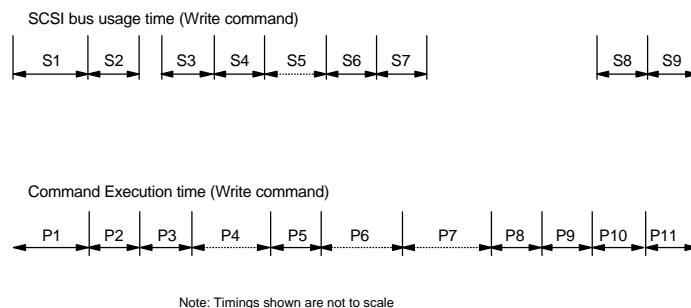 SCSI bus usage time (Write command)
S1 S2 S3 S4 S5 S6 S7 S8 S9
Command Execution time (Write command)
P1 P2 P3 P4 P5 P6 P7 P8 P9 P10 P11
Note: Timings shown are not to scale